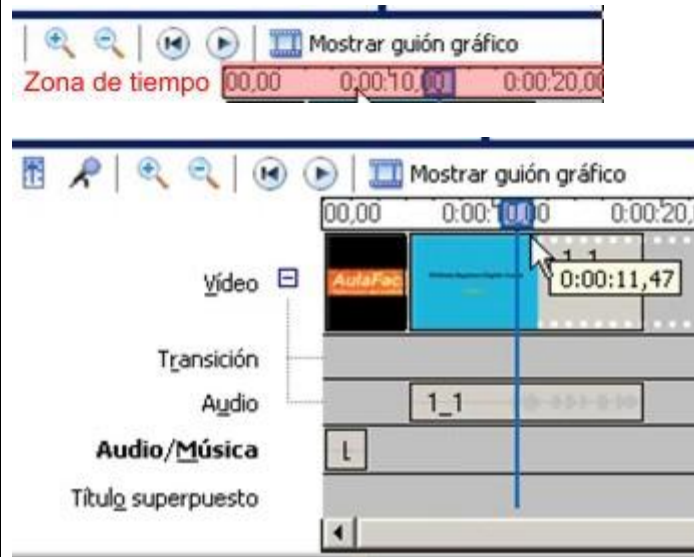 Mostrar guión gráfico
Zona de tiempo 00,00 0:00:10,00 0:00:20,00
Mostrar guión gráfico
00,00 0:00: 0 0:00:20,
Vídeo AulaFac 1_1
0:00:11,47
Transición
Audio 1_1
Audio/Música L
Título superpuesto